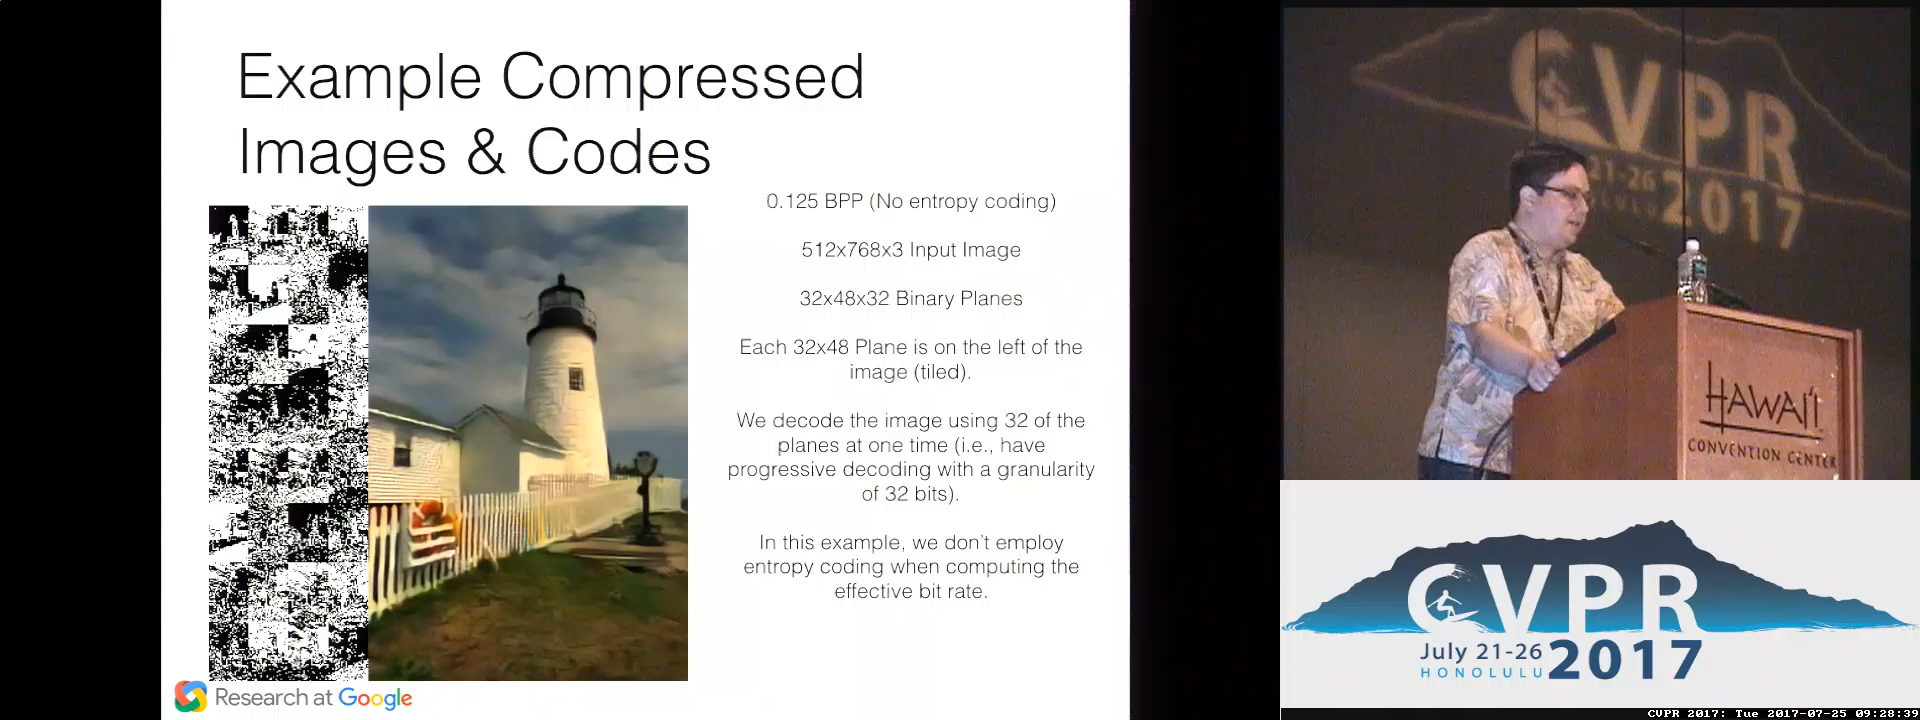 Example Compressed
Images & Codes
0.125 BPP (No entropy coding)
512x768x3 Input Image
32x48x32 Binary Planes
Each 32x48 Plane is on the left of the
image (tiled).
We decode the image using 32 of the
planes at one time (i.e., have
progressive decoding with a granularity
of 32 bits).
In this example, we don't employ
entropy coding when computing the
effective bit rate.
Research at Google
CVPR
21-26
HONOLULU
2017
HAWAI'I
CONVENTION CENTER
CVPR
July 21-26
HONOLULU
2017
CVPR 2017: Tue 2017-07-25 09:28:39